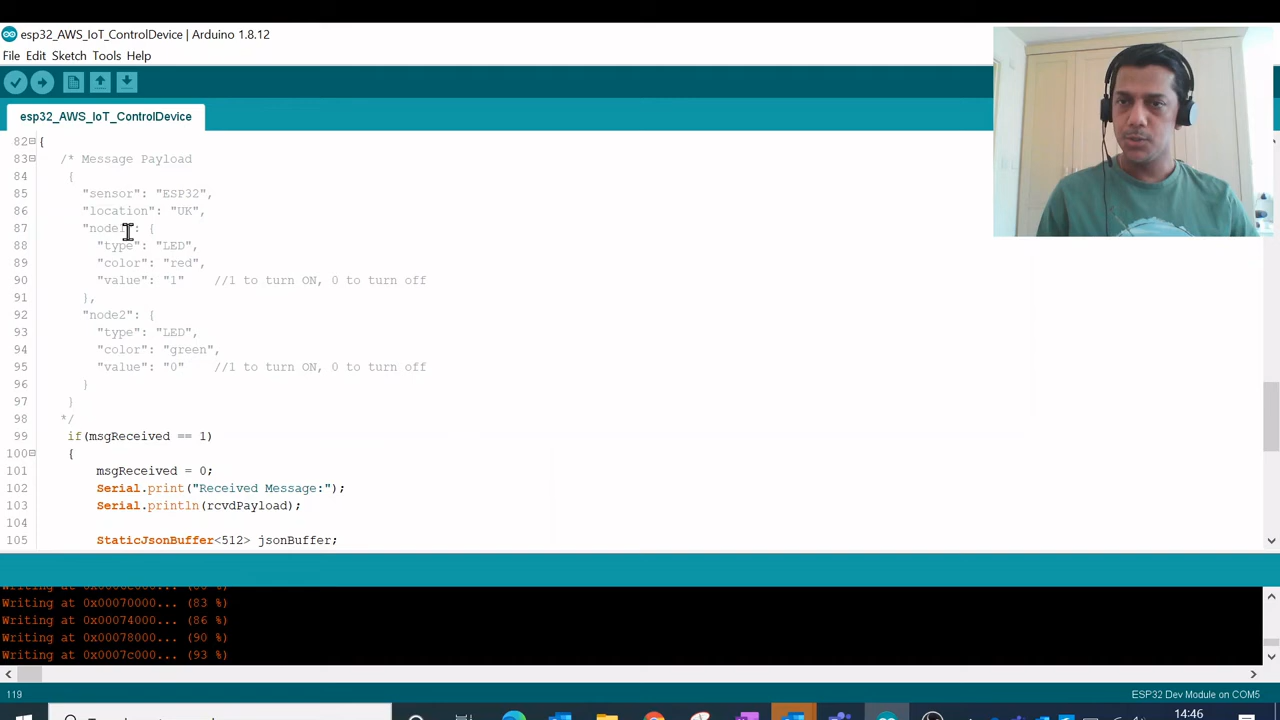 esp32_AWS_IoT_ControlDevice | Arduino 1.8.12
File Edit Sketch Tools Help
esp32_AWS_IoT_ControlDevice
82 {
83 /* Message Payload
84 {
85 "sensor": "ESP32",
86 "location": "UK",
87 "node1": {
88 "type": "LED",
89 "color": "red",
90 "value": "1" //1 to turn ON, 0 to turn off
91 },
92 "node2": {
93 "type": "LED",
94 "color": "green",
95 "value": "0" //1 to turn ON, 0 to turn off
96 }
97 }
98 */
99 if(msgReceived == 1)
100 {
101 msgReceived = 0;
102 Serial.print("Received Message:");
103 Serial.println(rcvdPayload);
104
105 StaticJsonBuffer<512> jsonBuffer;
Writing at 0x00070000... (83 %)
Writing at 0x00074000... (86 %)
Writing at 0x00078000... (90 %)
Writing at 0x0007c000... (93 %)
119 ESP32 Dev Module on COM5
14:46